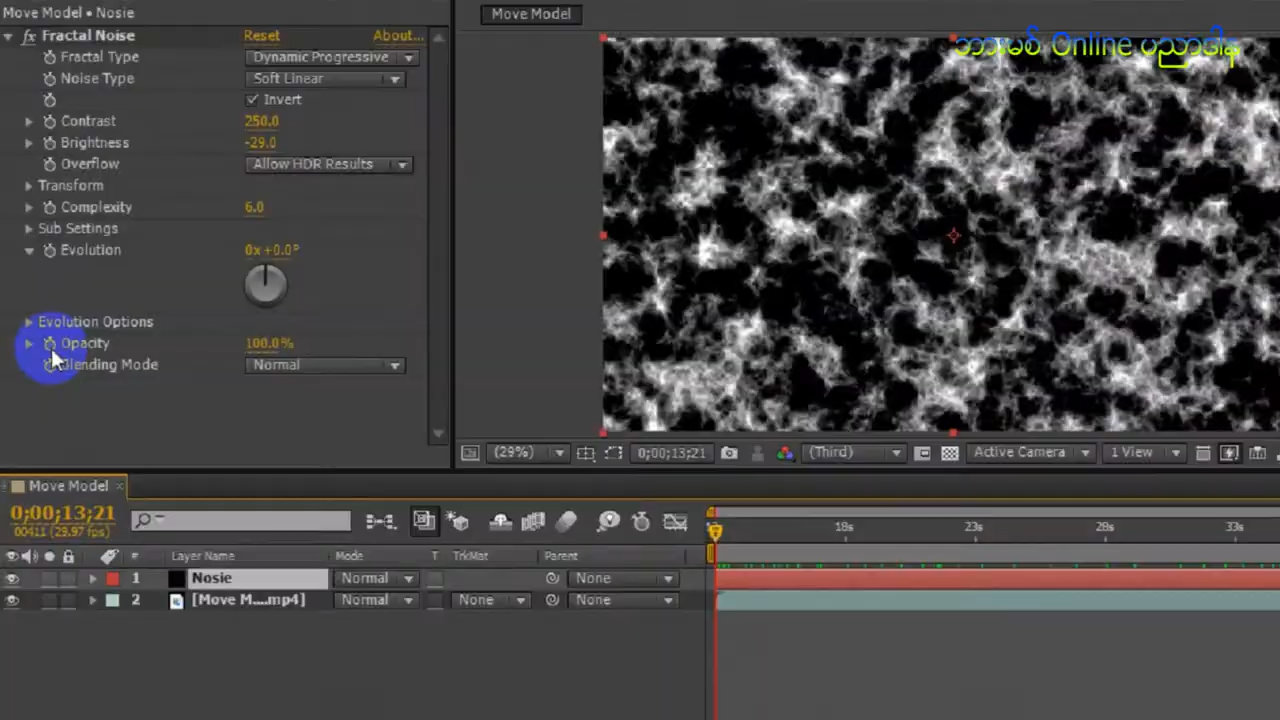 Move Model • Nosie
Move Model
Fractal Noise Reset About...
Fractal Type Dynamic Progressive
Noise Type Soft Linear
Invert
Contrast 250.0
Brightness -29.0
Overflow Allow HDR Results
Transform
Complexity 6.0
Sub Settings
Evolution 0x +0.0°
Evolution Options
Opacity 100.0%
Blending Mode Normal
(29%) 0;00;13;21 (Third) Active Camera 1 View
Move Model
0;00;13;21
00411 (29.97 fps)
18s 23s 28s 33s
# Layer Name Mode T TrkMat Parent
1 Nosie Normal None
2 [Move M....mp4] Normal None None
Online